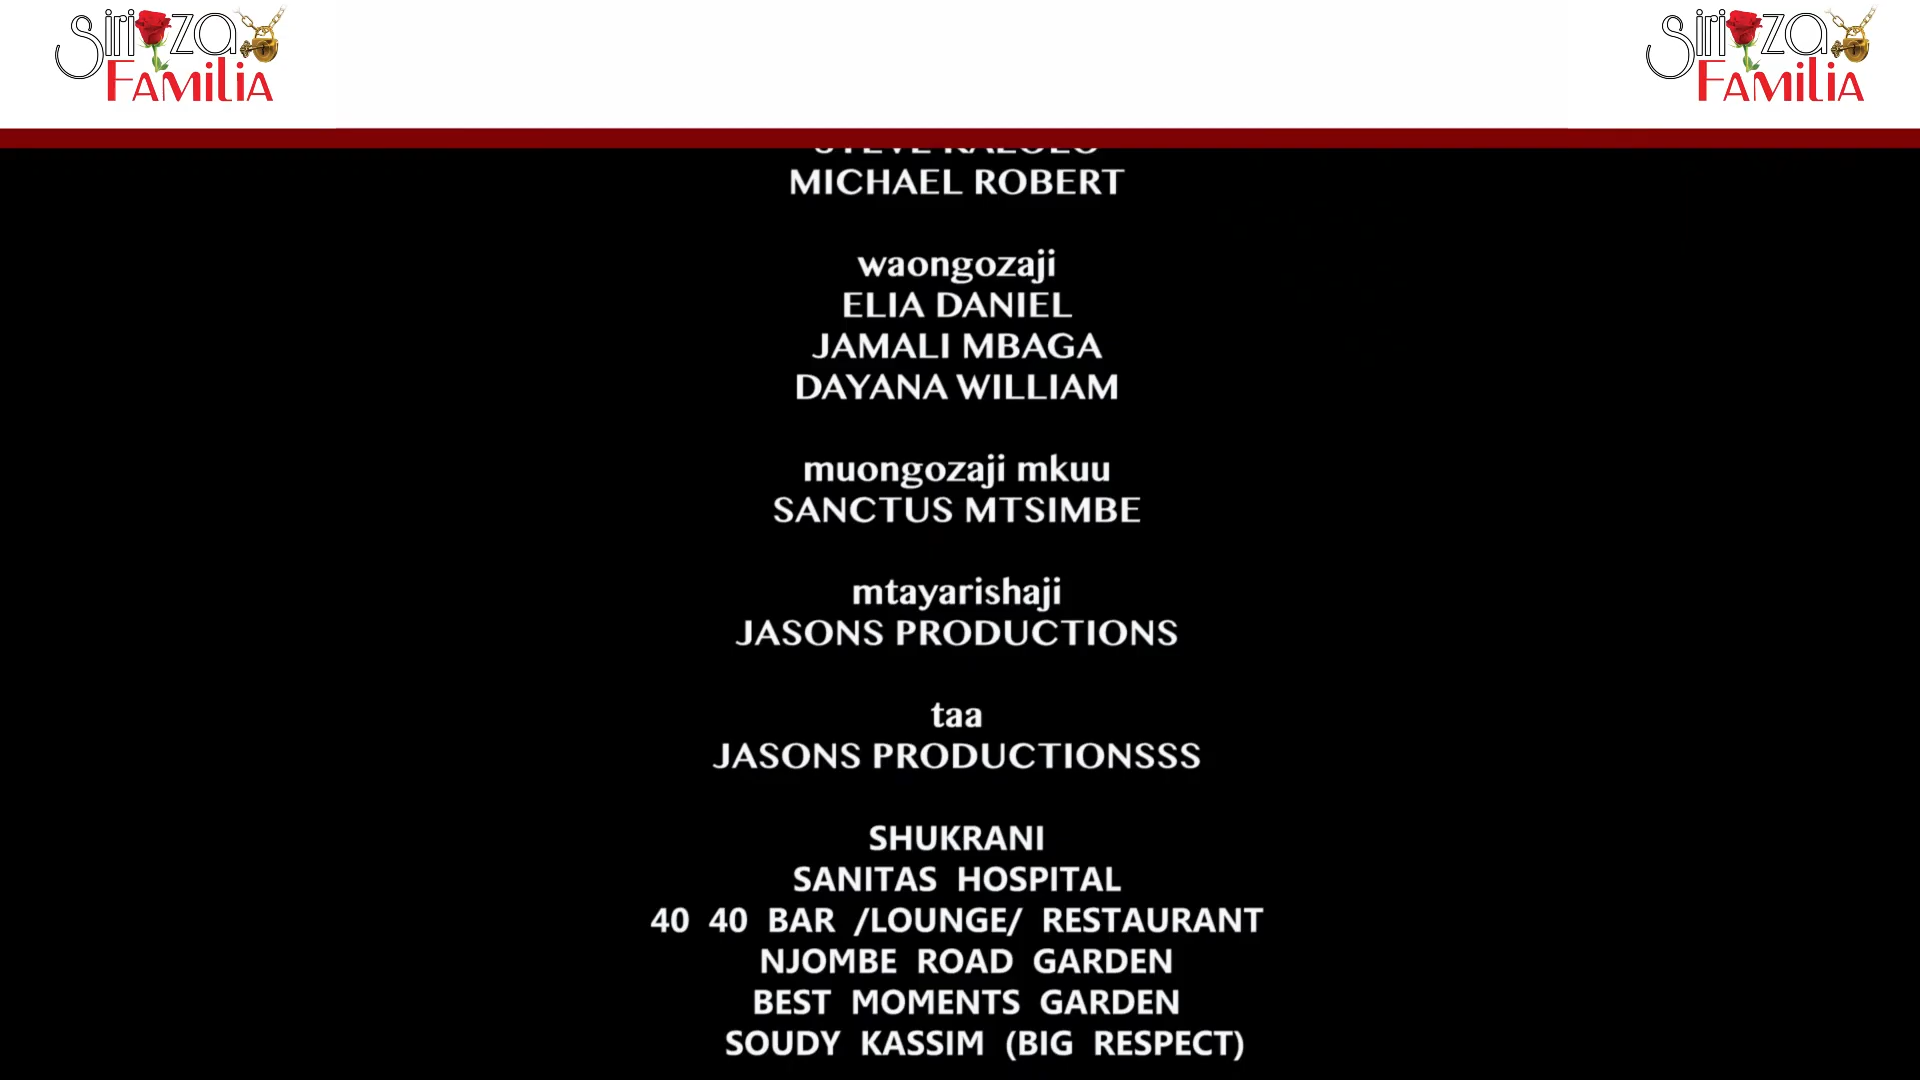 Siri za
FAMILIA
Siri za
FAMILIA
MICHAEL ROBERT
waongozaji
ELIA DANIEL
JAMALI MBAGA
DAYANA WILLIAM
muongozaji mkuu
SANCTUS MTSIMBE
mtayarishaji
JASONS PRODUCTIONS
taa
JASONS PRODUCTIONSSS
SHUKRANI
SANITAS HOSPITAL
40 40 BAR /LOUNGE/ RESTAURANT
NJOMBE ROAD GARDEN
BEST MOMENTS GARDEN
SOUDY KASSIM (BIG RESPECT)